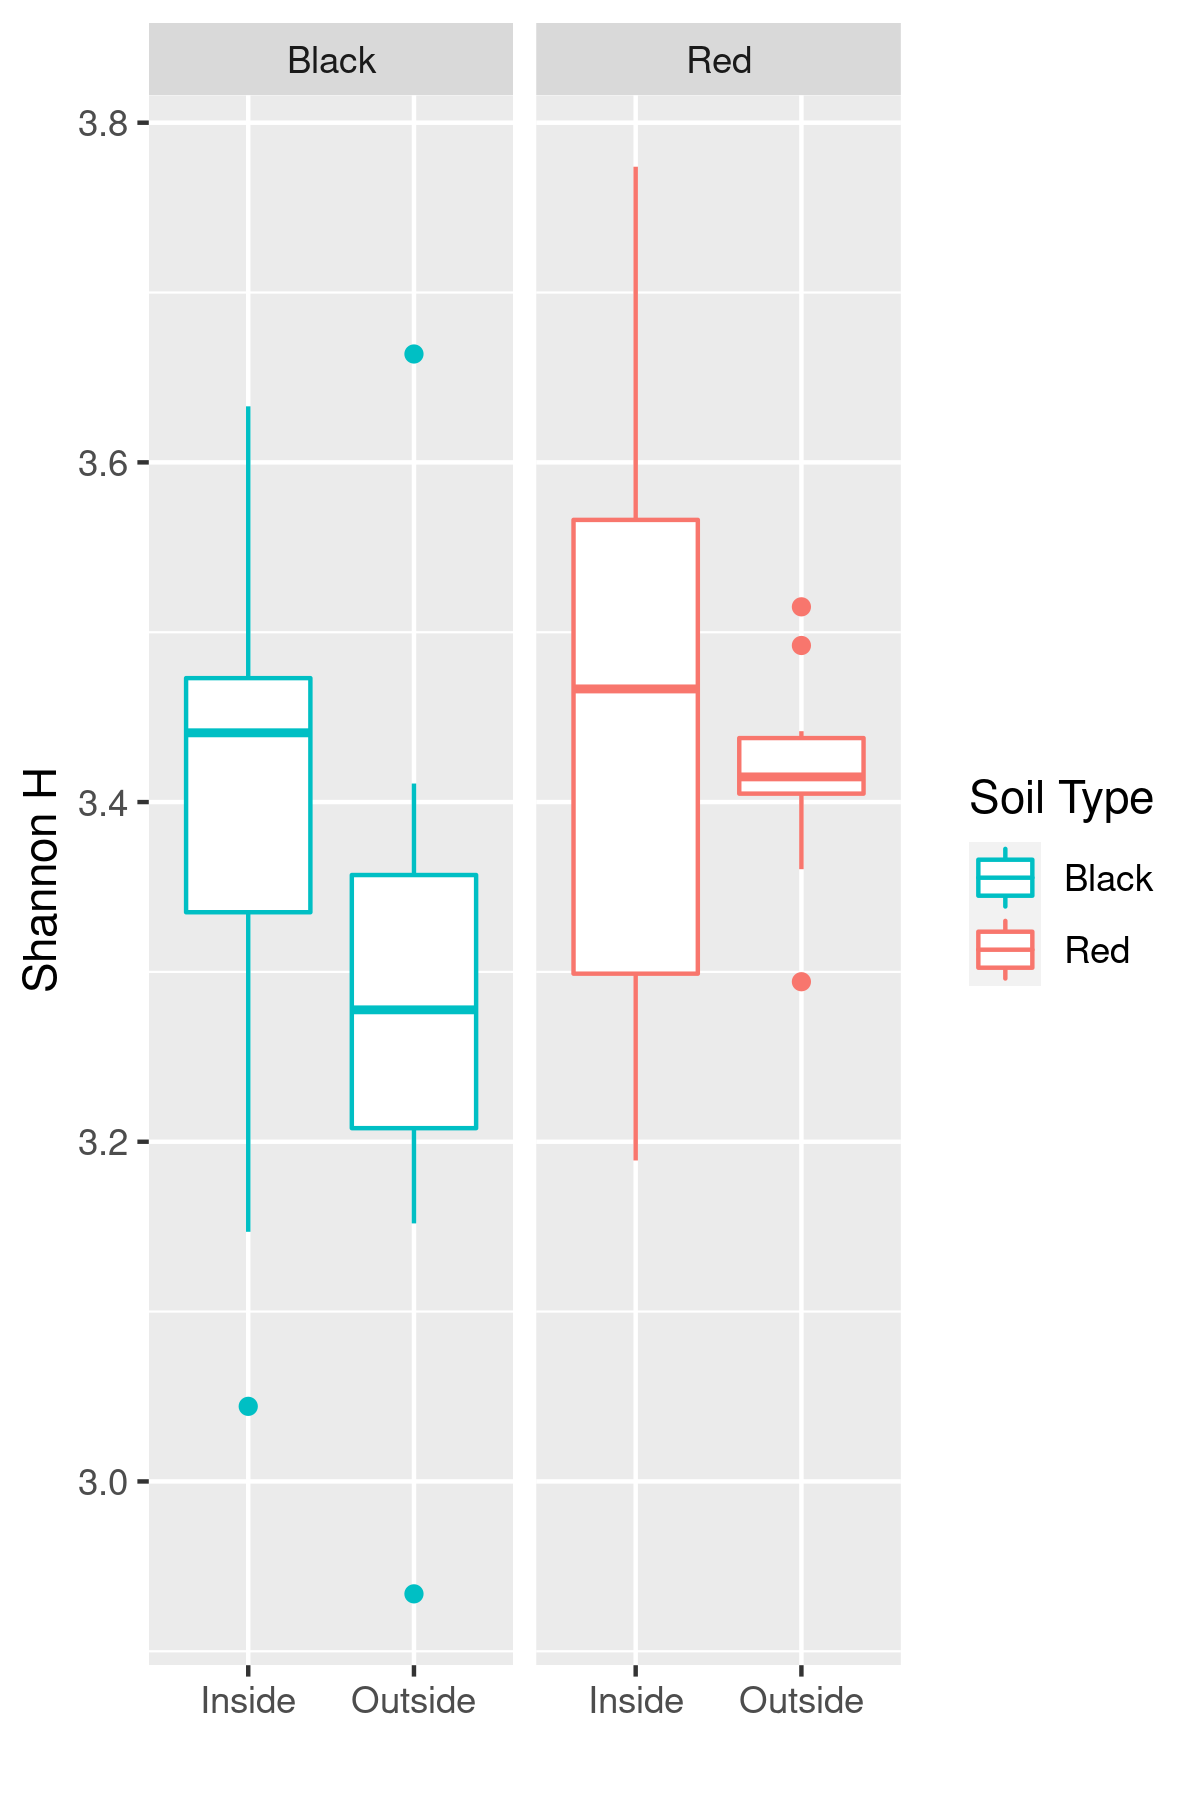 Black
Red
3.8
3.6
3.4
3.2
3.0
Shannon H
Inside
Outside
Inside
Outside
Soil Type
Black
Red